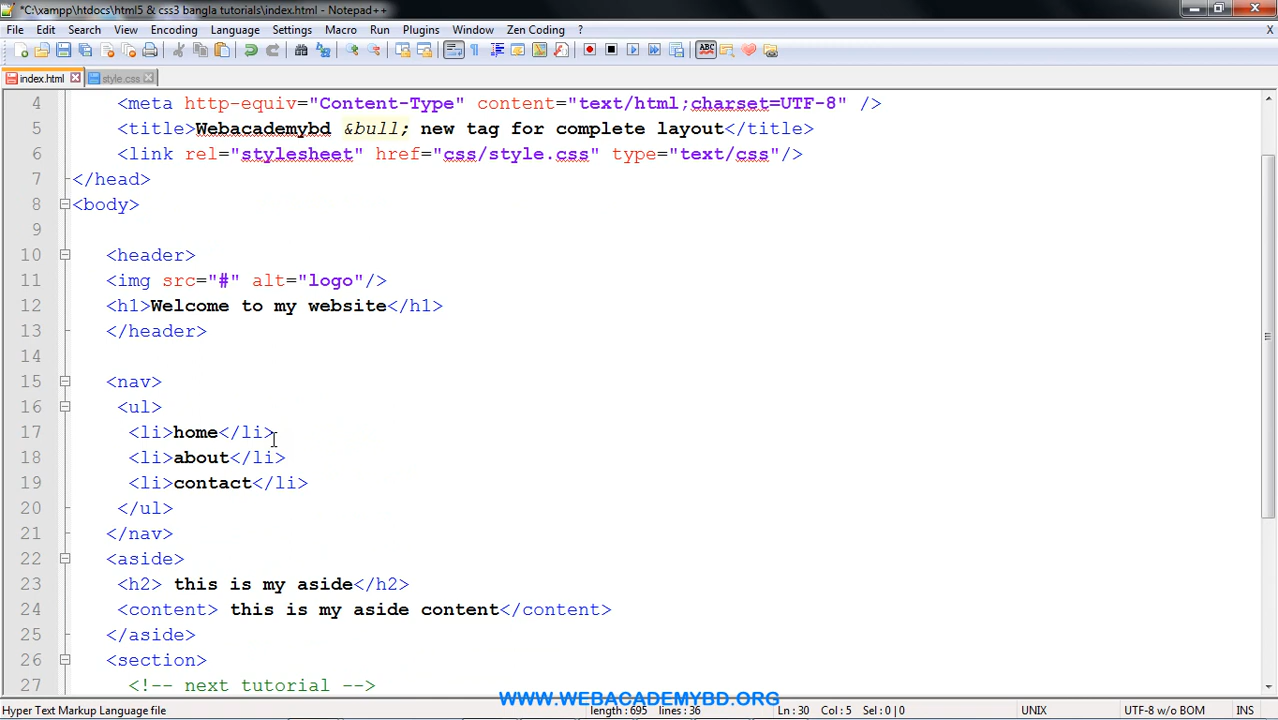 *C:\xampp\htdocs\html5 & css3 bangla tutorials\index.html - Notepad++
File Edit Search View Encoding Language Settings Macro Run Plugins Window Zen Coding ? X
index.html style.css
4 <meta http-equiv="Content-Type" content="text/html;charset=UTF-8" />
5 <title>Webacademybd &bull; new tag for complete layout</title>
6 <link rel="stylesheet" href="css/style.css" type="text/css"/>
7 </head>
8 <body>
9
10 <header>
11 <img src="#" alt="logo"/>
12 <h1>Welcome to my website</h1>
13 </header>
14
15 <nav>
16 <ul>
17 <li>home</li>
18 <li>about</li>
19 <li>contact</li>
20 </ul>
21 </nav>
22 <aside>
23 <h2> this is my aside</h2>
24 <content> this is my aside content</content>
25 </aside>
26 <section>
27 <!-- next tutorial -->
WWW.WEBACADEMYBD.ORG
Hyper Text Markup Language file length : 695 lines : 36 Ln : 30 Col : 5 Sel : 0 | 0 UNIX UTF-8 w/o BOM INS